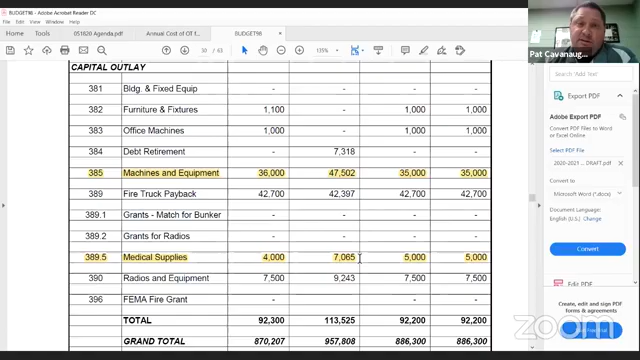 BUDGET98 - Adobe Acrobat Reader DC
File Edit View Window Help
051820 Agenda.pdf
Annual Cost of OT f...
BUDGET98 ×
30 / 63
135%
Pat Cavanaug...
CAPITAL OUTLAY
381 Bldg. & Fixed Equip - - - -
382 Furniture & Fixtures 1,100 - 1,000 1,000
383 Office Machines 1,000 - 1,000 1,000
384 Debt Retirement - 7,318 - -
385 Machines and Equipment 36,000 47,502 35,000 35,000
389 Fire Truck Payback 42,700 42,397 42,700 42,700
389.1 Grants - Match for Bunker - - - -
389.2 Grants for Radios - - - -
389.5 Medical Supplies 4,000 7,065 5,000 5,000
390 Radios and Equipment 7,500 9,243 7,500 7,500
396 FEMA Fire Grant - - - -
TOTAL 92,300 113,525 92,200 92,200
GRAND TOTAL 870,207 957,808 886,300 886,300
Search 'Add Text'
Export PDF
Adobe Export PDF
Convert PDF Files to Word
or Excel Online
Select PDF File
2020-2021 ... DRAFT.pdf ×
Convert to
Microsoft Word (*.docx)
Document Language:
English (U.S.) Change
Convert
Edit PDF
Create, edit and sign PDF
forms & agreements
zoom